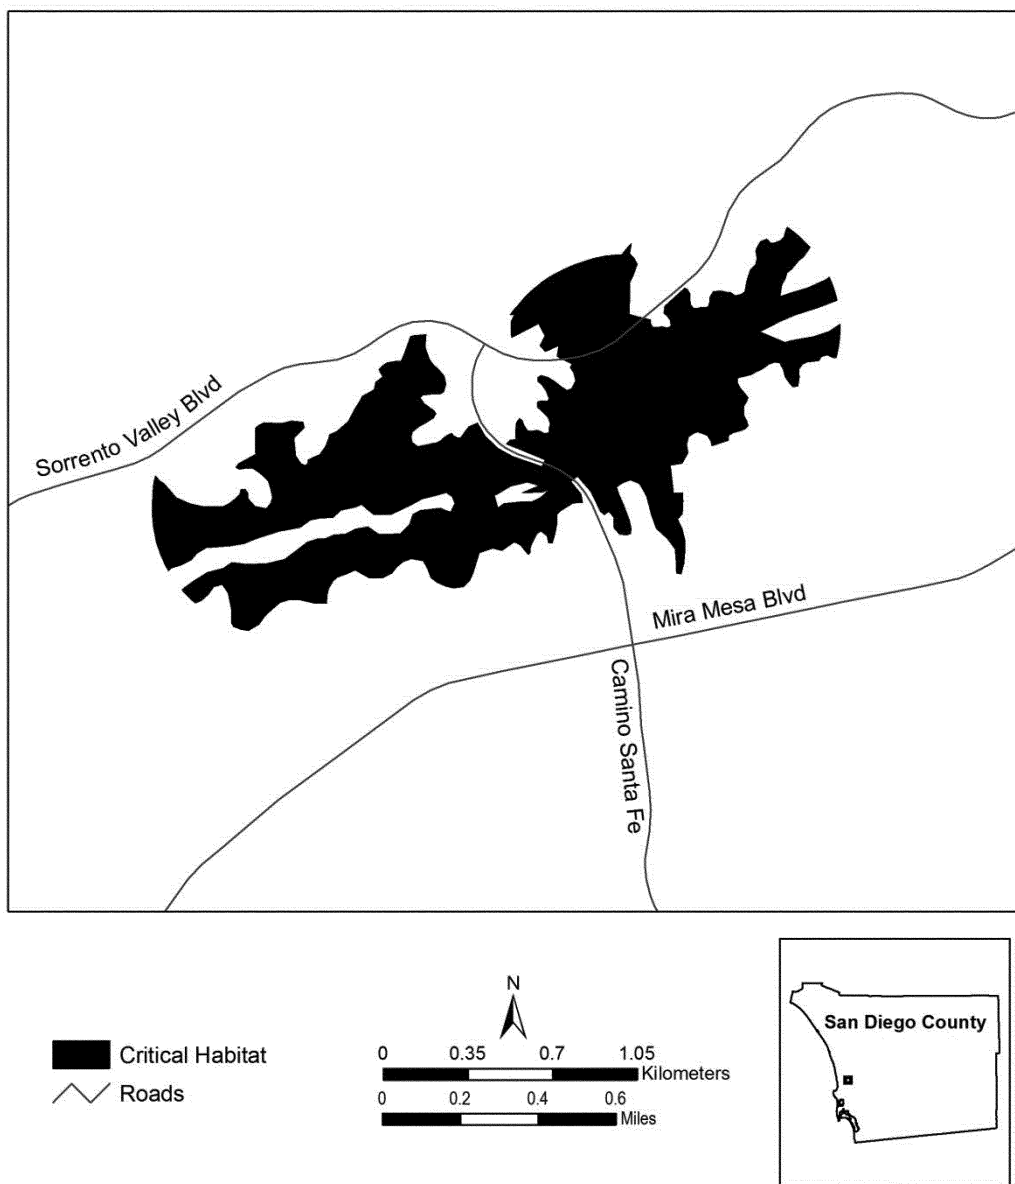 Sorrento Valley Blvd
Mira Mesa Blvd
Camino Santa Fe
Critical Habitat
Roads
N
0 0.35 0.7 1.05
Kilometers
0 0.2 0.4 0.6
Miles
San Diego County